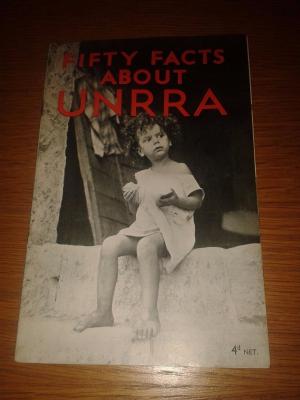 FIFTY FACTS
ABOUT
UNRRA
4d NET.